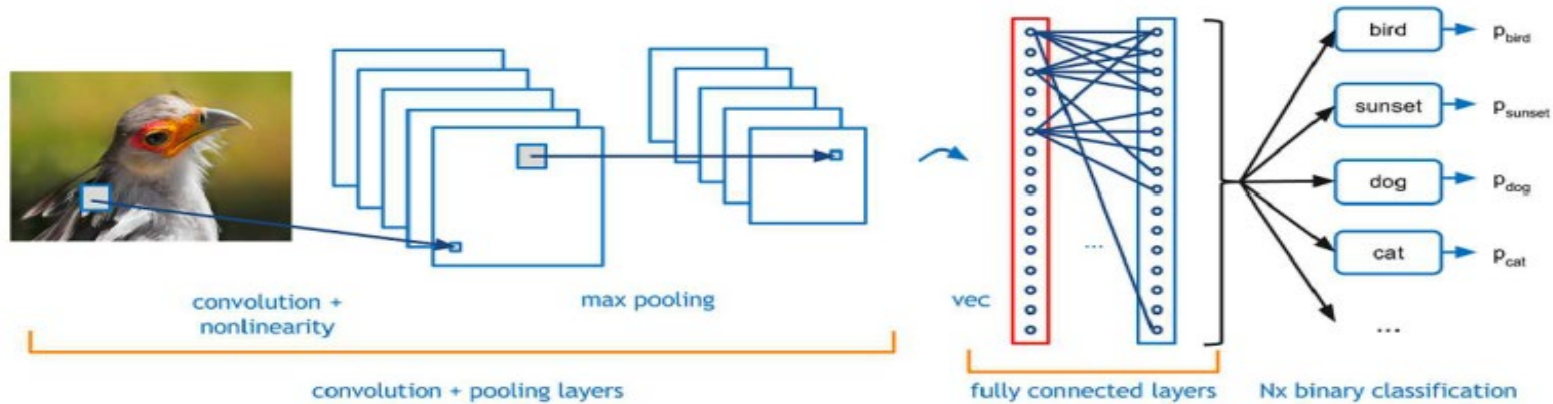 bird
p_bird
sunset
p_sunset
dog
p_dog
cat
p_cat
...
...
convolution +
nonlinearity
max pooling
vec
convolution + pooling layers
fully connected layers
Nx binary classification